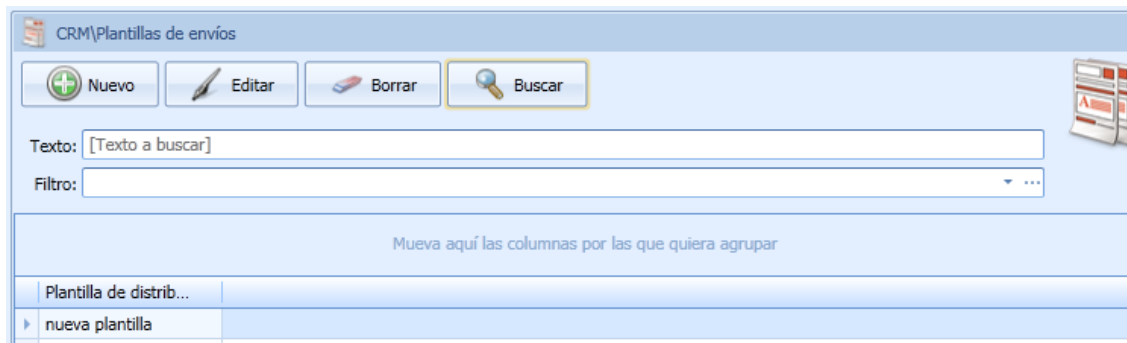 CRM\Plantillas de envíos
Nuevo Editar Borrar Buscar
Texto: [Texto a buscar]
Filtro:
Mueva aquí las columnas por las que quiera agrupar
Plantilla de distrib...
nueva plantilla